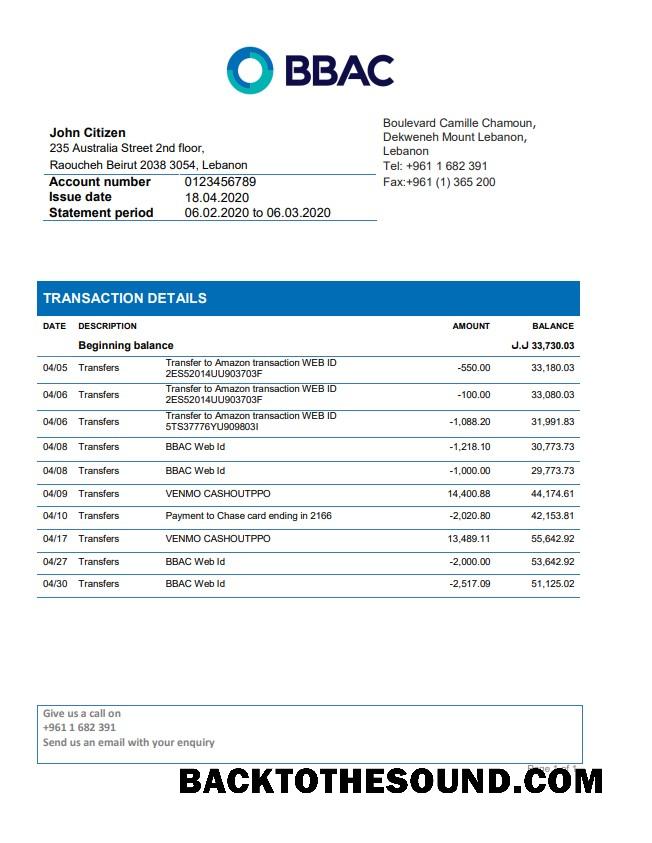 BBAC
John Citizen
235 Australia Street 2nd floor,
Raoucheh Beirut 2038 3054, Lebanon
Account number 0123456789
Issue date 18.04.2020
Statement period 06.02.2020 to 06.03.2020
Boulevard Camille Chamoun,
Dekweneh Mount Lebanon,
Lebanon
Tel: +961 1 682 391
Fax:+961 (1) 365 200
TRANSACTION DETAILS
DATE DESCRIPTION AMOUNT BALANCE
Beginning balance ل.ل 33,730.03
04/05 Transfers Transfer to Amazon transaction WEB ID
2ES52014UU903703F -550.00 33,180.03
04/06 Transfers Transfer to Amazon transaction WEB ID
2ES52014UU903703F -100.00 33,080.03
04/06 Transfers Transfer to Amazon transaction WEB ID
5TS37776YU909803I -1,088.20 31,991.83
04/08 Transfers BBAC Web Id -1,218.10 30,773.73
04/08 Transfers BBAC Web Id -1,000.00 29,773.73
04/09 Transfers VENMO CASHOUTPPO 14,400.88 44,174.61
04/10 Transfers Payment to Chase card ending in 2166 -2,020.80 42,153.81
04/17 Transfers VENMO CASHOUTPPO 13,489.11 55,642.92
04/27 Transfers BBAC Web Id -2,000.00 53,642.92
04/30 Transfers BBAC Web Id -2,517.09 51,125.02
Give us a call on
+961 1 682 391
Send us an email with your enquiry
Page 1 of 1
BACKTOTHESOUND.COM